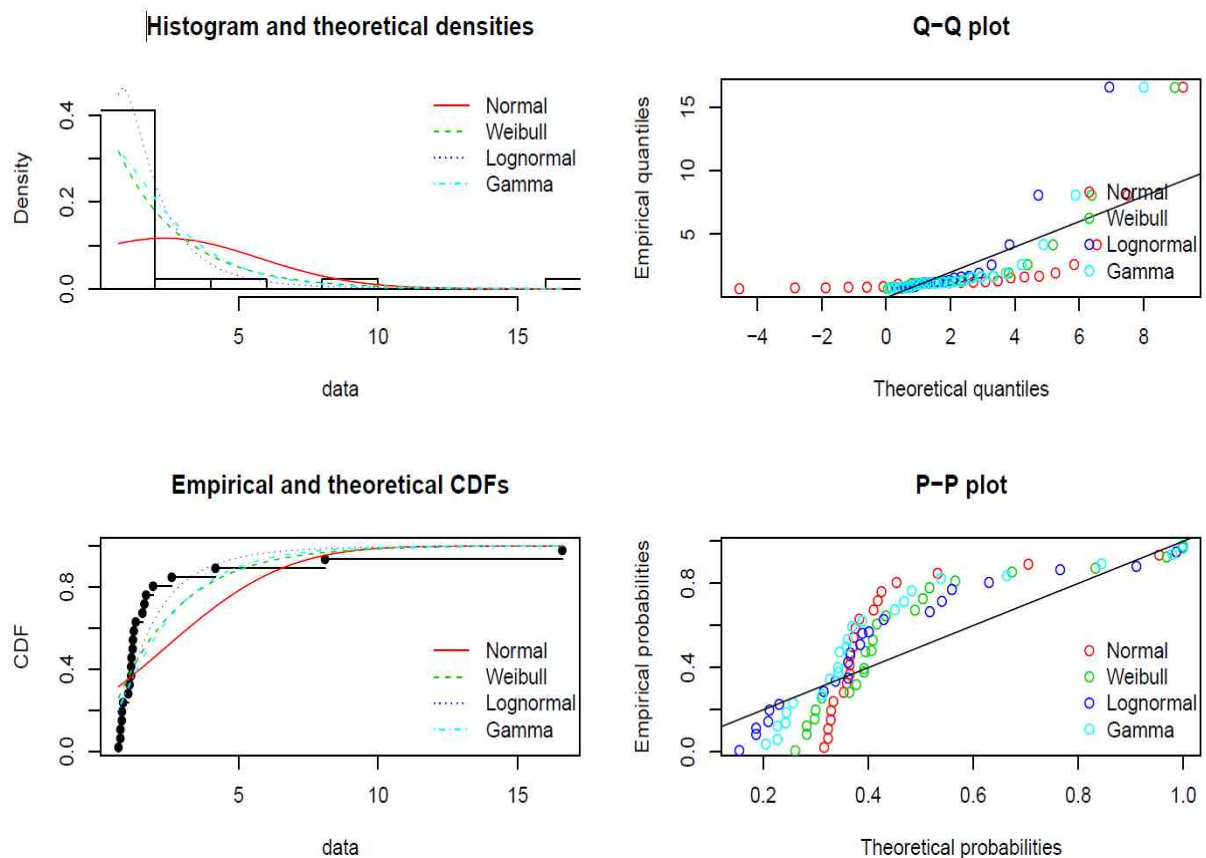 Histogram and theoretical densities
Density
0.0
0.2
0.4
Normal
Weibull
Lognormal
Gamma
5
10
15
data
Q−Q plot
Empirical quantiles
5
10
15
Normal
Weibull
Lognormal
Gamma
−4
−2
0
2
4
6
8
Theoretical quantiles
Empirical and theoretical CDFs
CDF
0.0
0.4
0.8
Normal
Weibull
Lognormal
Gamma
5
10
15
data
P−P plot
Empirical probabilities
0.0
0.4
0.8
Normal
Weibull
Lognormal
Gamma
0.2
0.4
0.6
0.8
1.0
Theoretical probabilities